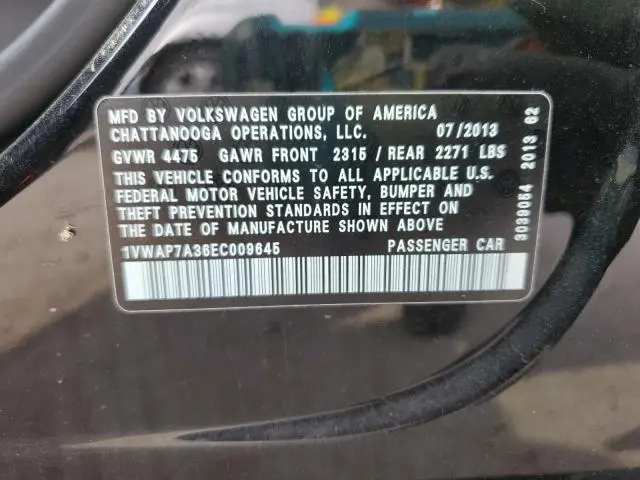 MFD BY VOLKSWAGEN GROUP OF AMERICA
CHATTANOOGA OPERATIONS, LLC. 07/2013
GVWR 4475 GAWR FRONT 2315 / REAR 2271 LBS
THIS VEHICLE CONFORMS TO ALL APPLICABLE U.S.
FEDERAL MOTOR VEHICLE SAFETY, BUMPER AND
THEFT PREVENTION STANDARDS IN EFFECT ON
THE DATE OF MANUFACTURE SHOWN ABOVE
1VWAP7A36EC009645 PASSENGER CAR
3039054 2013 02